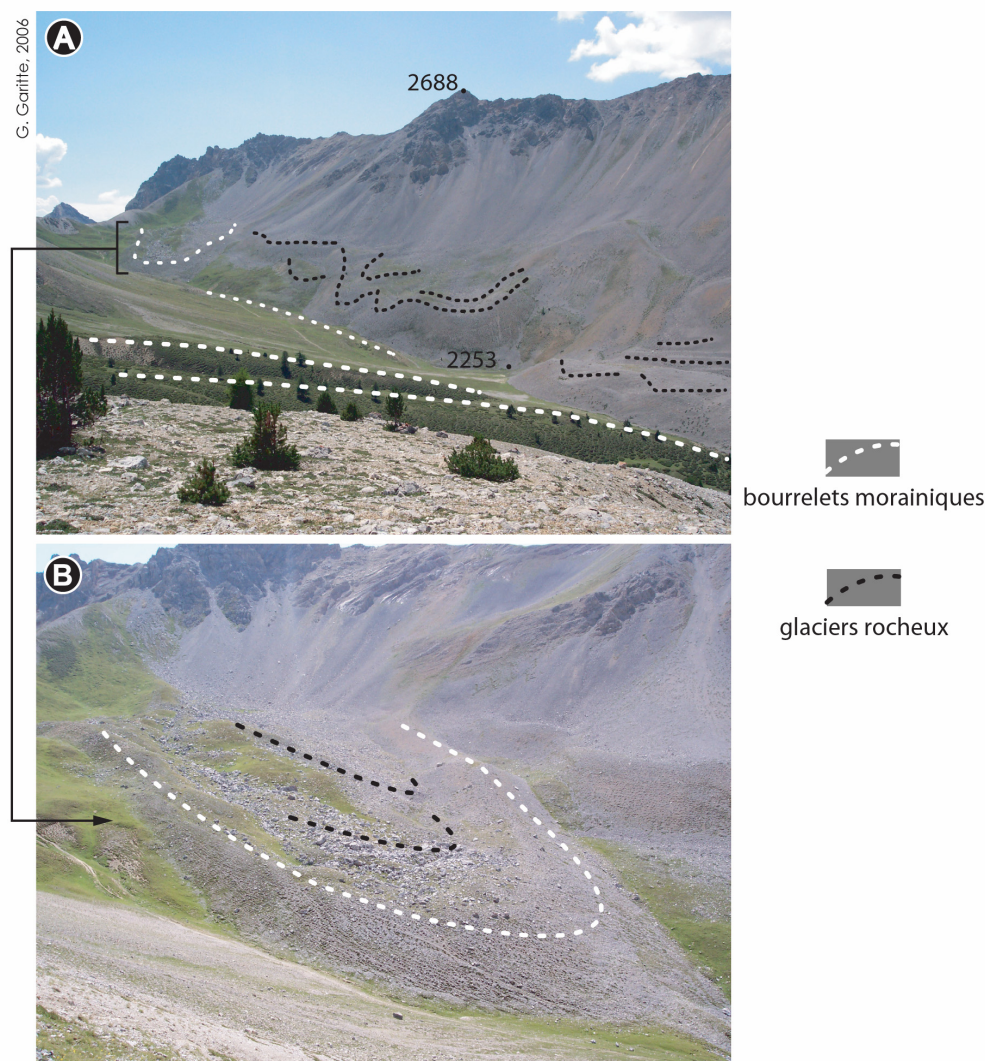 G. Garitte, 2006
A
2688
2253
bourrelets morainiques
B
glaciers rocheux